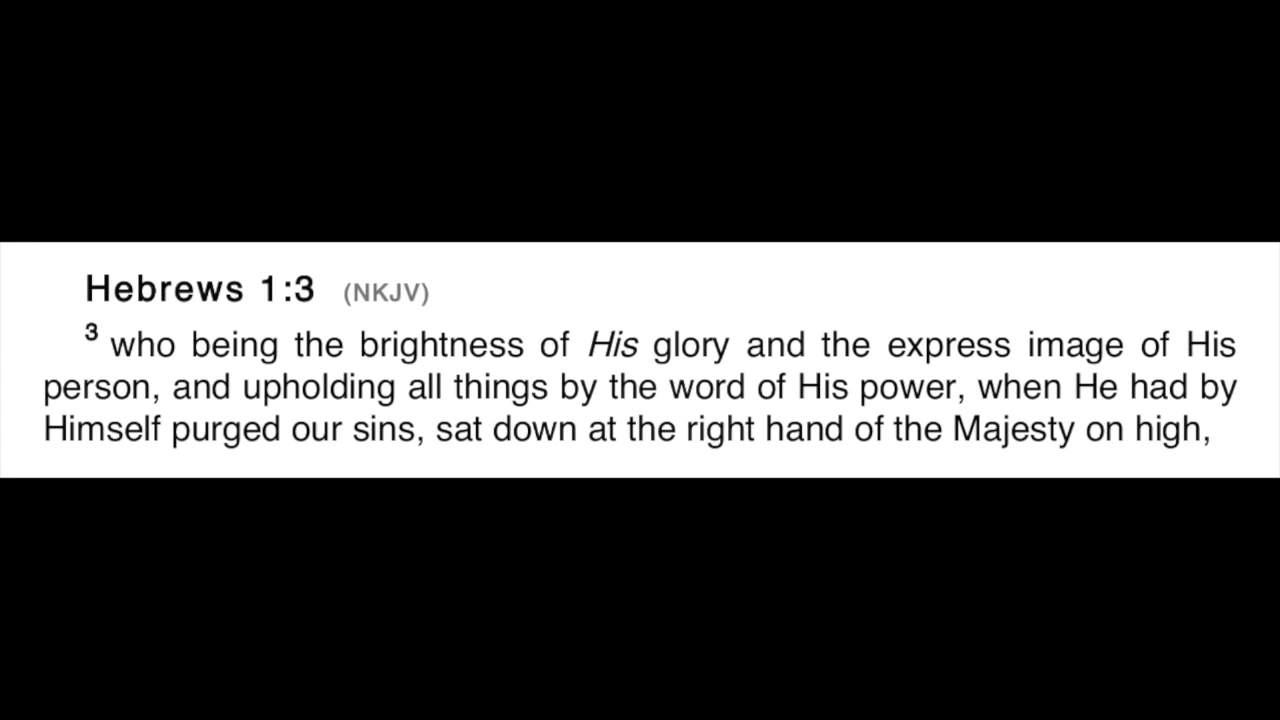 Hebrews 1:3 (NKJV)
3 who being the brightness of His glory and the express image of His
person, and upholding all things by the word of His power, when He had by
Himself purged our sins, sat down at the right hand of the Majesty on high,